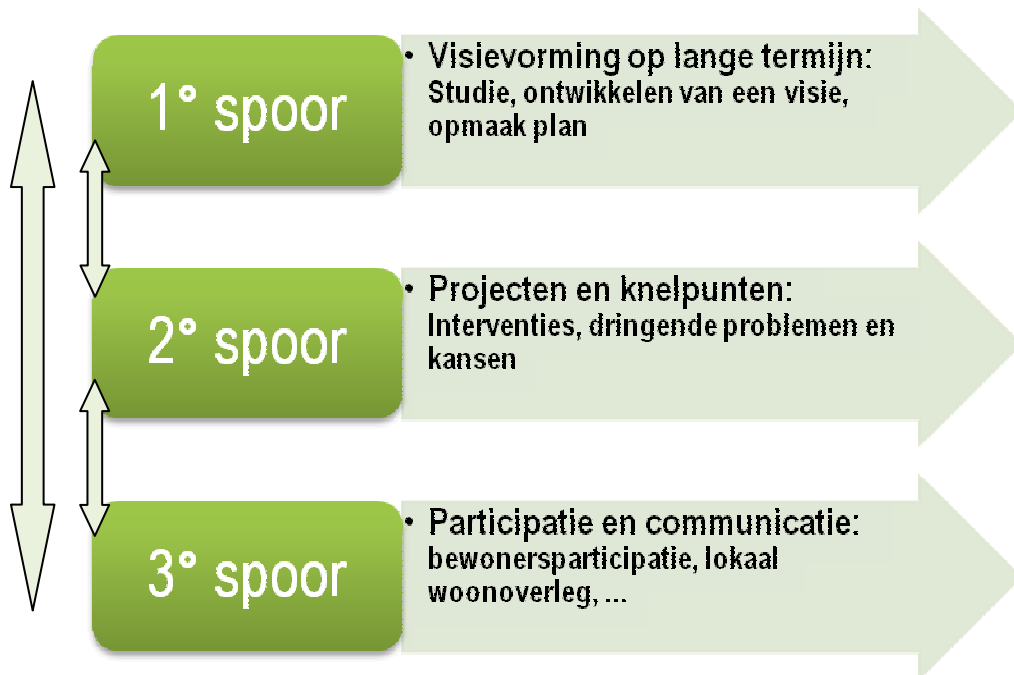 1° spoor
• Visievorming op lange termijn:
Studie, ontwikkelen van een visie,
opmaak plan
2° spoor
• Projecten en knelpunten:
Interventies, dringende problemen en
kansen
3° spoor
• Participatie en communicatie:
bewonersparticipatie, lokaal
woonoverleg, ...